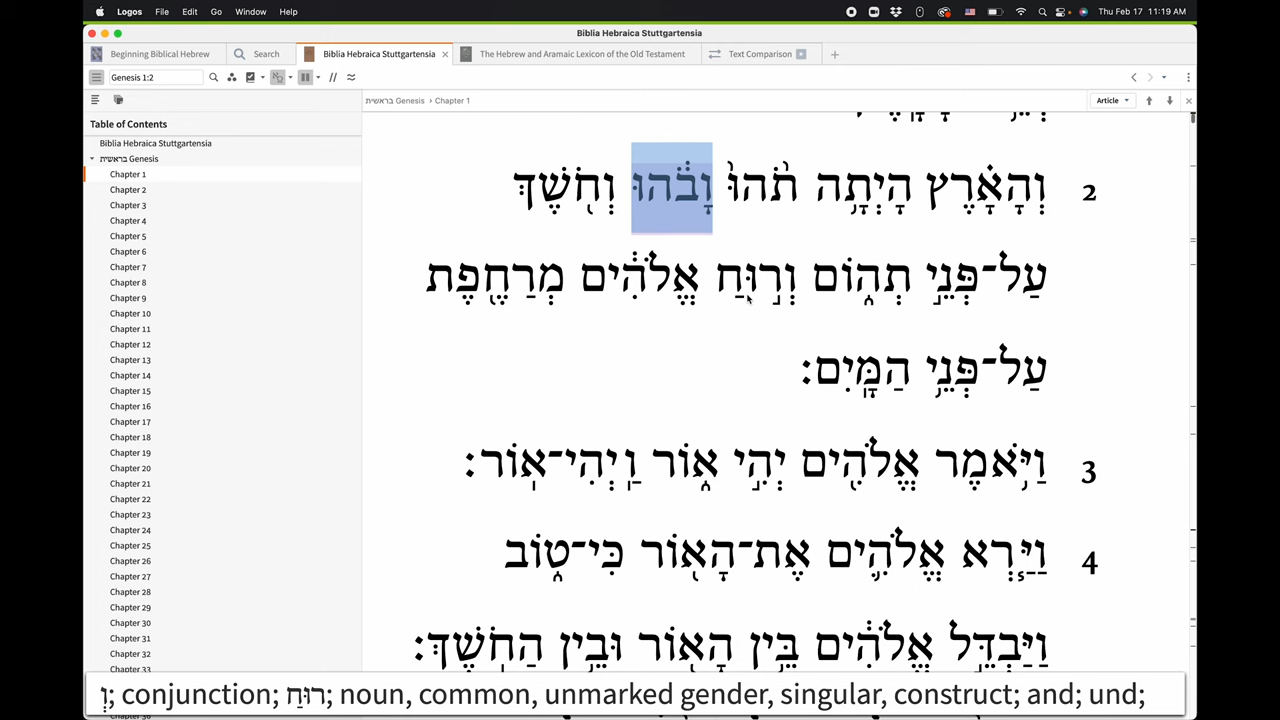 Logos File Edit Go Window Help Thu Feb 17 11:19 AM
Biblia Hebraica Stuttgartensia
Beginning Biblical Hebrew Search Biblia Hebraica Stuttgartensia The Hebrew and Aramaic Lexicon of the Old Testament Text Comparison
Genesis 1:2
בראשית Genesis › Chapter 1 Article
Table of Contents
Biblia Hebraica Stuttgartensia
בראשית Genesis
Chapter 1
Chapter 2
Chapter 3
Chapter 4
Chapter 5
Chapter 6
Chapter 7
Chapter 8
Chapter 9
Chapter 10
Chapter 11
Chapter 12
Chapter 13
Chapter 14
Chapter 15
Chapter 16
Chapter 17
Chapter 18
Chapter 19
Chapter 20
Chapter 21
Chapter 22
Chapter 23
Chapter 24
Chapter 25
Chapter 26
Chapter 27
Chapter 28
Chapter 29
Chapter 30
Chapter 31
Chapter 32
Chapter 33
2 וְהָאָ֗רֶץ הָיְתָ֥ה תֹ֙הוּ֙ וָבֹ֔הוּ וְחֹ֖שֶׁךְ
עַל־פְּנֵ֣י תְה֑וֹם וְר֣וּחַ אֱלֹהִ֔ים מְרַחֶ֖פֶת
עַל־פְּנֵ֥י הַמָּֽיִם׃
3 וַיֹּ֥אמֶר אֱלֹהִ֖ים יְהִ֣י א֑וֹר וַֽיְהִי־אֽוֹר׃
4 וַיַּ֧רְא אֱלֹהִ֛ים אֶת־הָא֖וֹר כִּי־ט֑וֹב
וַיַּבְדֵּ֣ל אֱלֹהִ֔ים בֵּ֥ין הָא֖וֹר וּבֵ֥ין הַחֹֽשֶׁךְ׃
וְ; conjunction; רוּחַ; noun, common, unmarked gender, singular, construct; and; und;